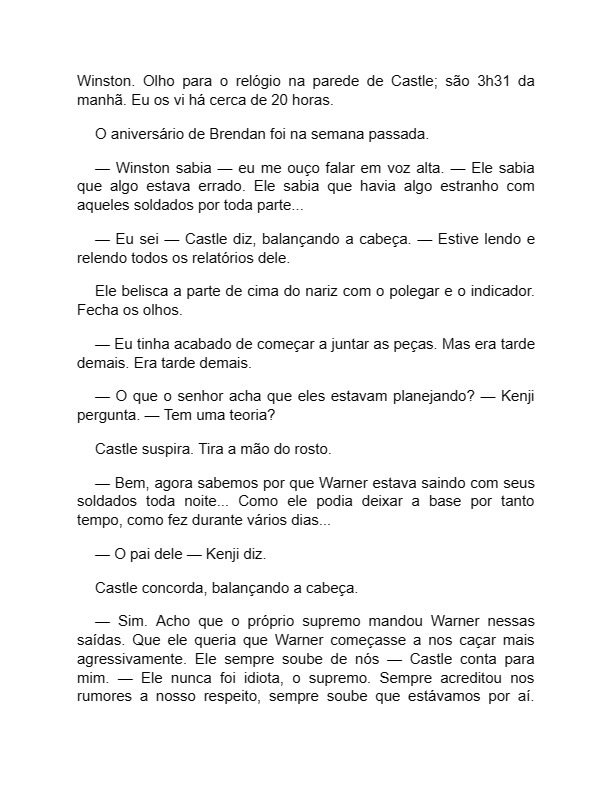 Winston. Olho para o relógio na parede de Castle; são 3h31 da
manhã. Eu os vi há cerca de 20 horas.
O aniversário de Brendan foi na semana passada.
— Winston sabia — eu me ouço falar em voz alta. — Ele sabia
que algo estava errado. Ele sabia que havia algo estranho com
aqueles soldados por toda parte...
— Eu sei — Castle diz, balançando a cabeça. — Estive lendo e
relendo todos os relatórios dele.
Ele belisca a parte de cima do nariz com o polegar e o indicador.
Fecha os olhos.
— Eu tinha acabado de começar a juntar as peças. Mas era tarde
demais. Era tarde demais.
— O que o senhor acha que eles estavam planejando? — Kenji
pergunta. — Tem uma teoria?
Castle suspira. Tira a mão do rosto.
— Bem, agora sabemos por que Warner estava saindo com seus
soldados toda noite... Como ele podia deixar a base por tanto
tempo, como fez durante vários dias...
— O pai dele — Kenji diz.
Castle concorda, balançando a cabeça.
— Sim. Acho que o próprio supremo mandou Warner nessas
saídas. Que ele queria que Warner começasse a nos caçar mais
agressivamente. Ele sempre soube de nós — Castle conta para
mim. — Ele nunca foi idiota, o supremo. Sempre acreditou nos
rumores a nosso respeito, sempre soube que estávamos por aí.